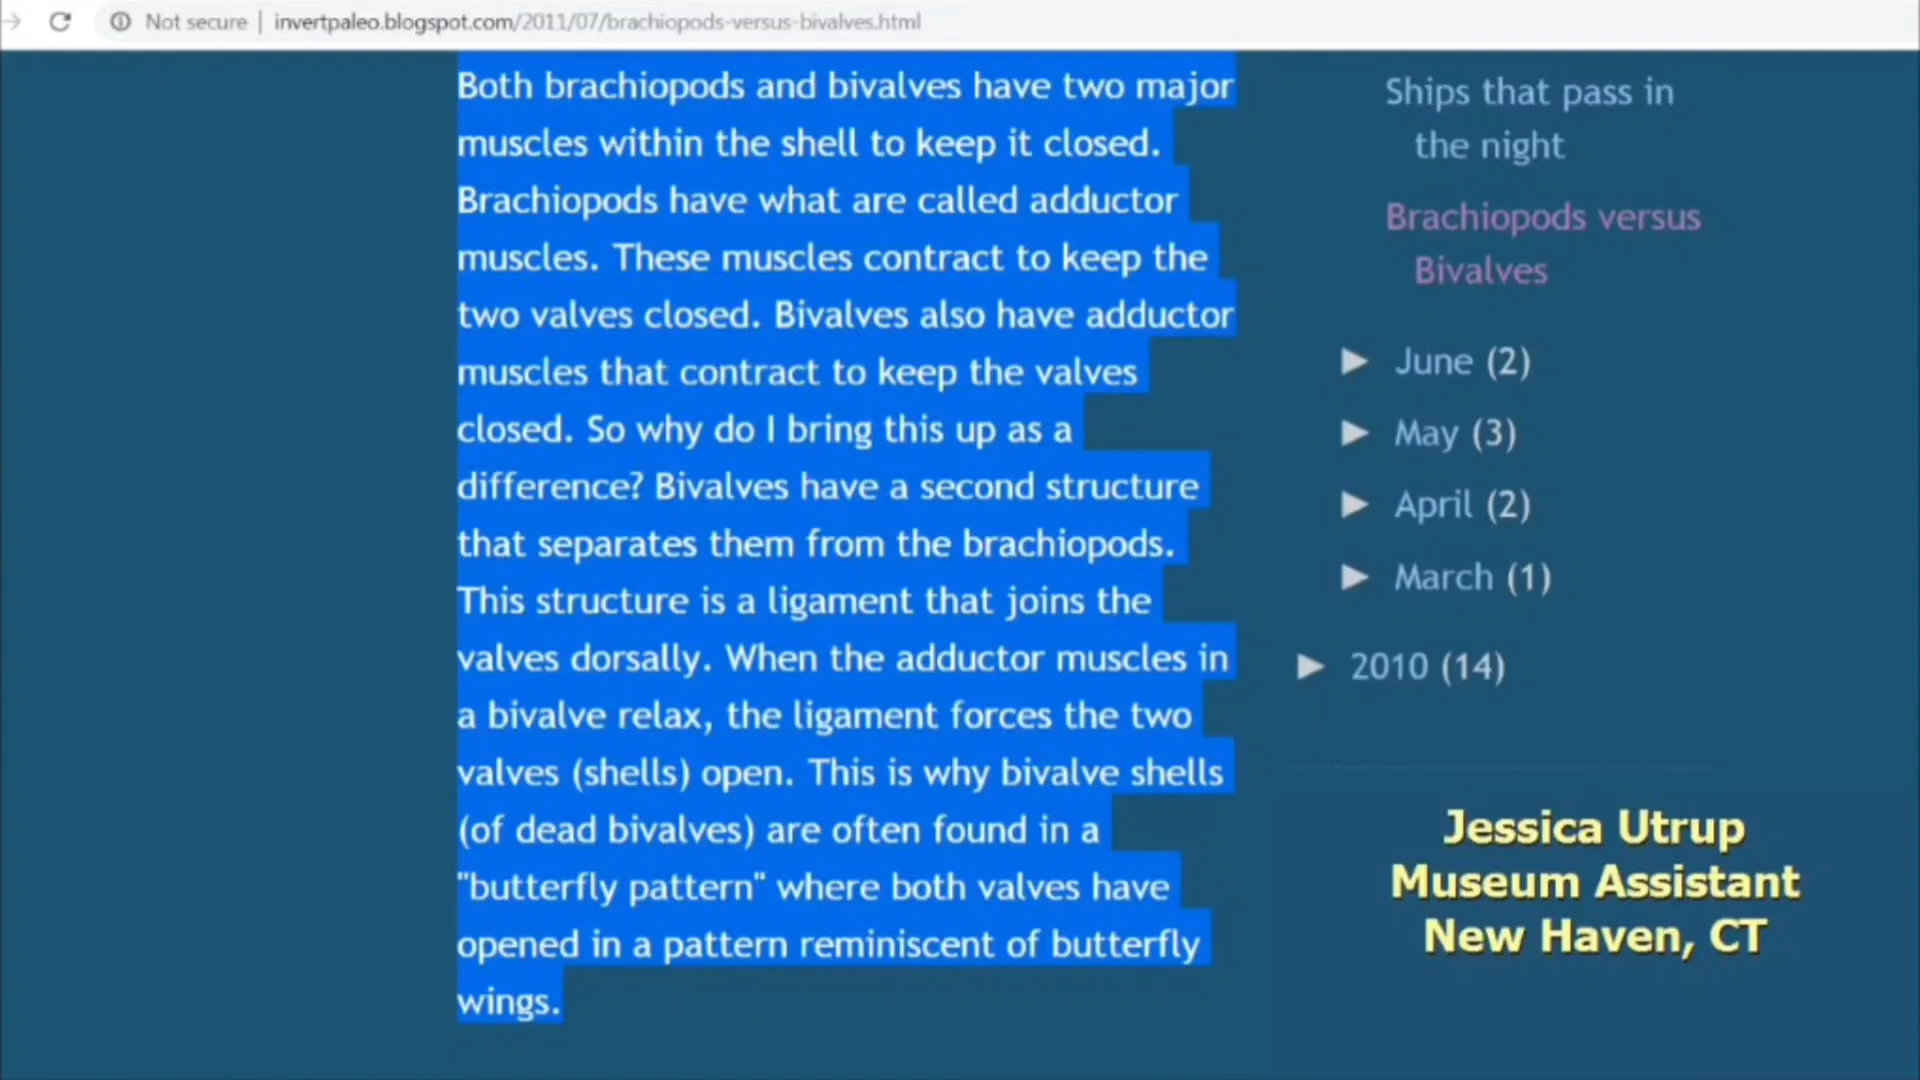 Not secure | invertpaleo.blogspot.com/2011/07/brachiopods-versus-bivalves.html
Both brachiopods and bivalves have two major
muscles within the shell to keep it closed.
Brachiopods have what are called adductor
muscles. These muscles contract to keep the
two valves closed. Bivalves also have adductor
muscles that contract to keep the valves
closed. So why do I bring this up as a
difference? Bivalves have a second structure
that separates them from the brachiopods.
This structure is a ligament that joins the
valves dorsally. When the adductor muscles in
a bivalve relax, the ligament forces the two
valves (shells) open. This is why bivalve shells
(of dead bivalves) are often found in a
"butterfly pattern" where both valves have
opened in a pattern reminiscent of butterfly
wings.
Ships that pass in
the night
Brachiopods versus
Bivalves
► June (2)
► May (3)
► April (2)
► March (1)
► 2010 (14)
Jessica Utrup
Museum Assistant
New Haven, CT